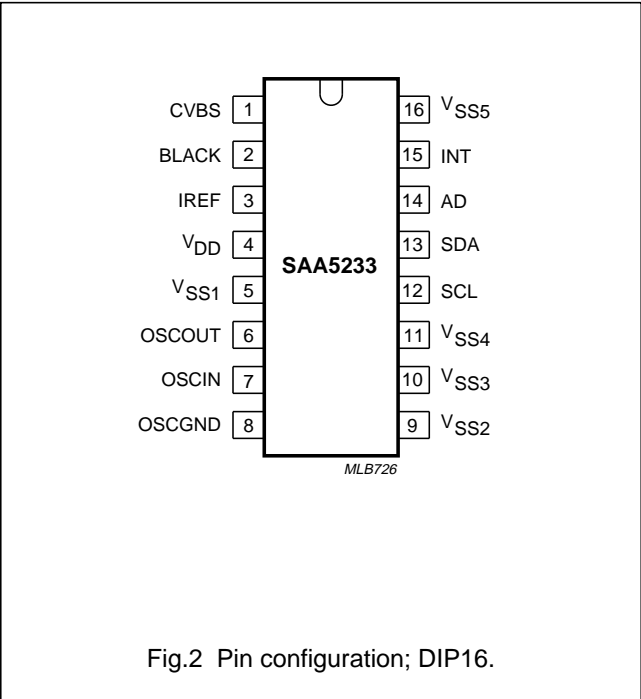 CVBS 1 16 VSS5
BLACK 2 15 INT
IREF 3 14 AD
VDD 4 13 SDA
SAA5233
VSS1 5 12 SCL
OSCOUT 6 11 VSS4
OSCIN 7 10 VSS3
OSCGND 8 9 VSS2
MLB726
Fig.2 Pin configuration; DIP16.